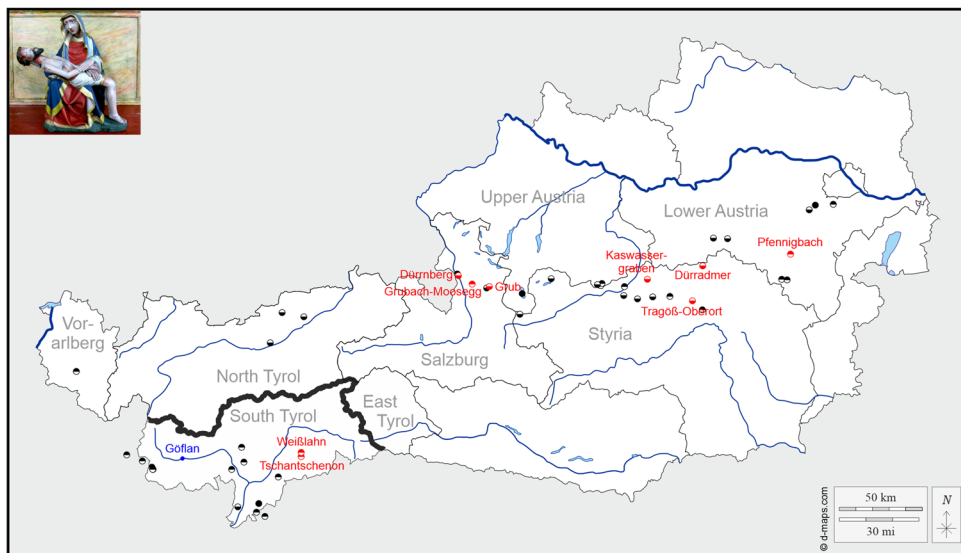 Upper Austria
Lower Austria
Pfennigbach
Kaswasser-
graben
Dürrnberg
Dürradmer
Grubach-Moosegg
Grub
Tragöß-Oberort
Vor-
arlberg
Styria
Salzburg
North Tyrol
East
Tyrol
South Tyrol
Göflan
Weißlahn
Tschantschenon
50 km
30 mi
N
© d-maps.com